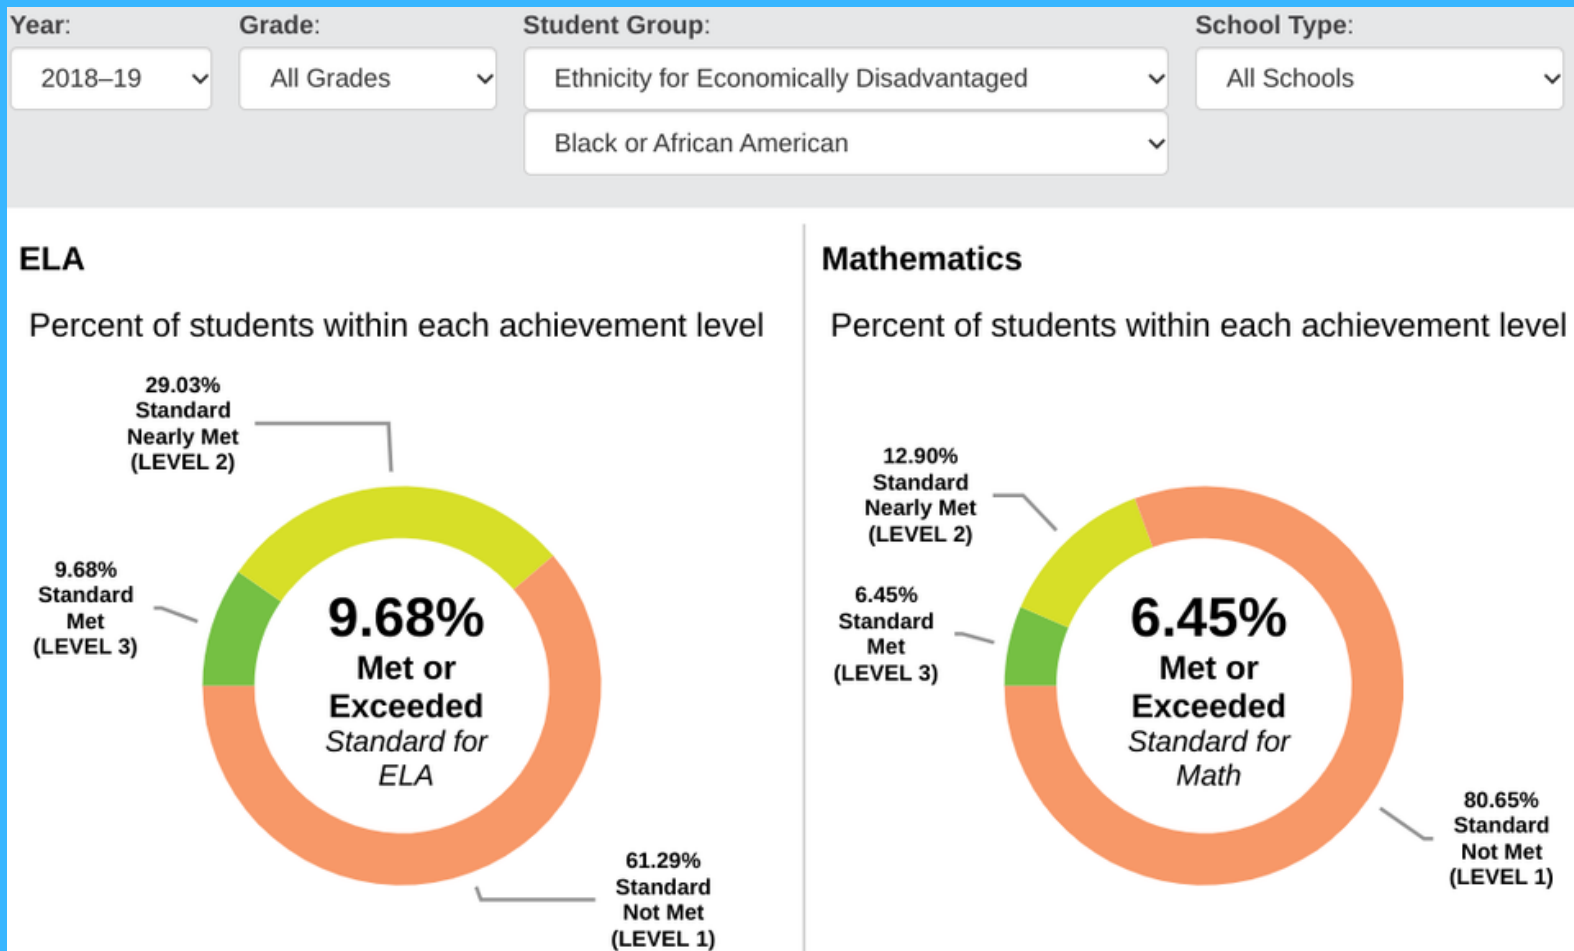 Year:
Grade:
Student Group:
School Type:
2018–19
All Grades
Ethnicity for Economically Disadvantaged
All Schools
Black or African American
ELA
Percent of students within each achievement level
29.03%
Standard
Nearly Met
(LEVEL 2)
9.68%
Standard
Met
(LEVEL 3)
9.68%
Met or
Exceeded
Standard for
ELA
61.29%
Standard
Not Met
(LEVEL 1)
Mathematics
Percent of students within each achievement level
12.90%
Standard
Nearly Met
(LEVEL 2)
6.45%
Standard
Met
(LEVEL 3)
6.45%
Met or
Exceeded
Standard for
Math
80.65%
Standard
Not Met
(LEVEL 1)